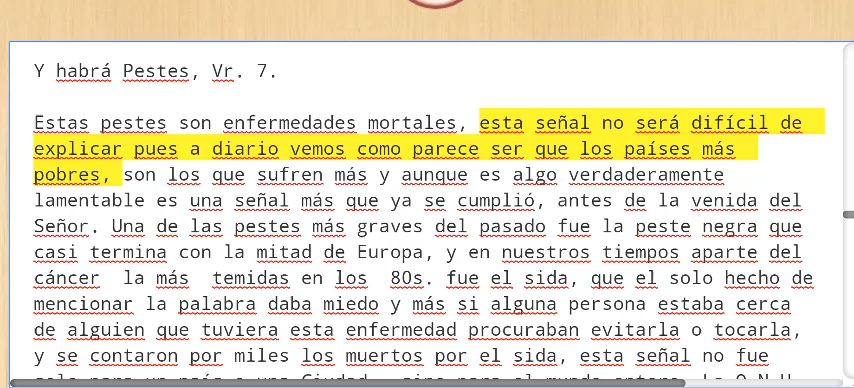 Y habrá Pestes, Vr. 7.
Estas pestes son enfermedades mortales, esta señal no será difícil de
explicar pues a diario vemos como parece ser que los países más
pobres, son los que sufren más y aunque es algo verdaderamente
lamentable es una señal más que ya se cumplió, antes de la venida del
Señor. Una de las pestes más graves del pasado fue la peste negra que
casi termina con la mitad de Europa, y en nuestros tiempos aparte del
cáncer  la más  temidas en los  80s. fue el sida, que el solo hecho de
mencionar la palabra daba miedo y más si alguna persona estaba cerca
de alguien que tuviera esta enfermedad procuraban evitarla o tocarla,
y se contaron por miles los muertos por el sida, esta señal no fue